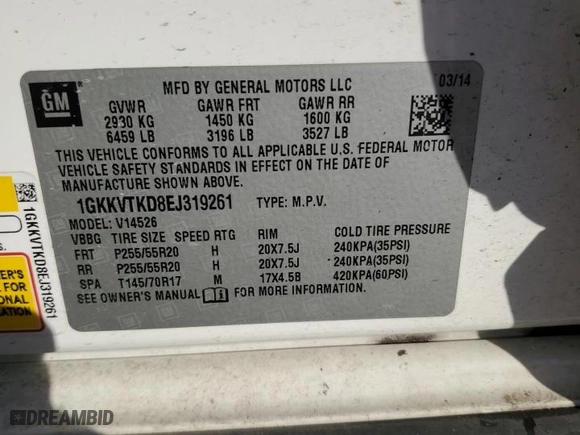 GM
MFD BY GENERAL MOTORS LLC
03/14
GVWR GAWR FRT GAWR RR
2930 KG 1450 KG 1600 KG
6459 LB 3196 LB 3527 LB
THIS VEHICLE CONFORMS TO ALL APPLICABLE U.S. FEDERAL MOTOR
VEHICLE SAFETY STANDARDS IN EFFECT ON THE DATE OF
MANUFACTURE SHOWN ABOVE.
1GKKVTKD8EJ319261 TYPE: M.P.V.
MODEL: V14526
VBBG TIRE SIZE SPEED RTG RIM COLD TIRE PRESSURE
FRT P255/55R20 H 20X7.5J 240KPA(35PSI)
RR P255/55R20 H 20X7.5J 240KPA(35PSI)
SPA T145/70R17 M 17X4.5B 420KPA(60PSI)
SEE OWNER'S MANUAL FOR MORE INFORMATION
1GKKVTKD8EJ319261
ER'S
FOR
ONAL
ATION
DREAMBID